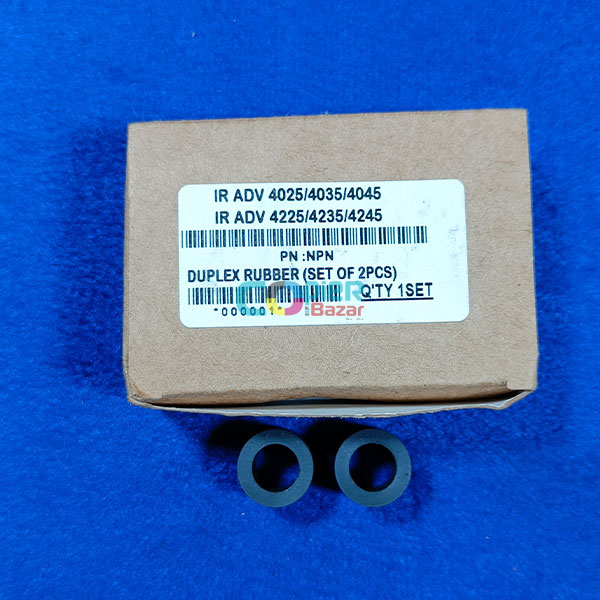 IR ADV 4025/4035/4045
IR ADV 4225/4235/4245
PN :NPN
DUPLEX RUBBER (SET OF 2PCS)
Q'TY 1SET
Bazar